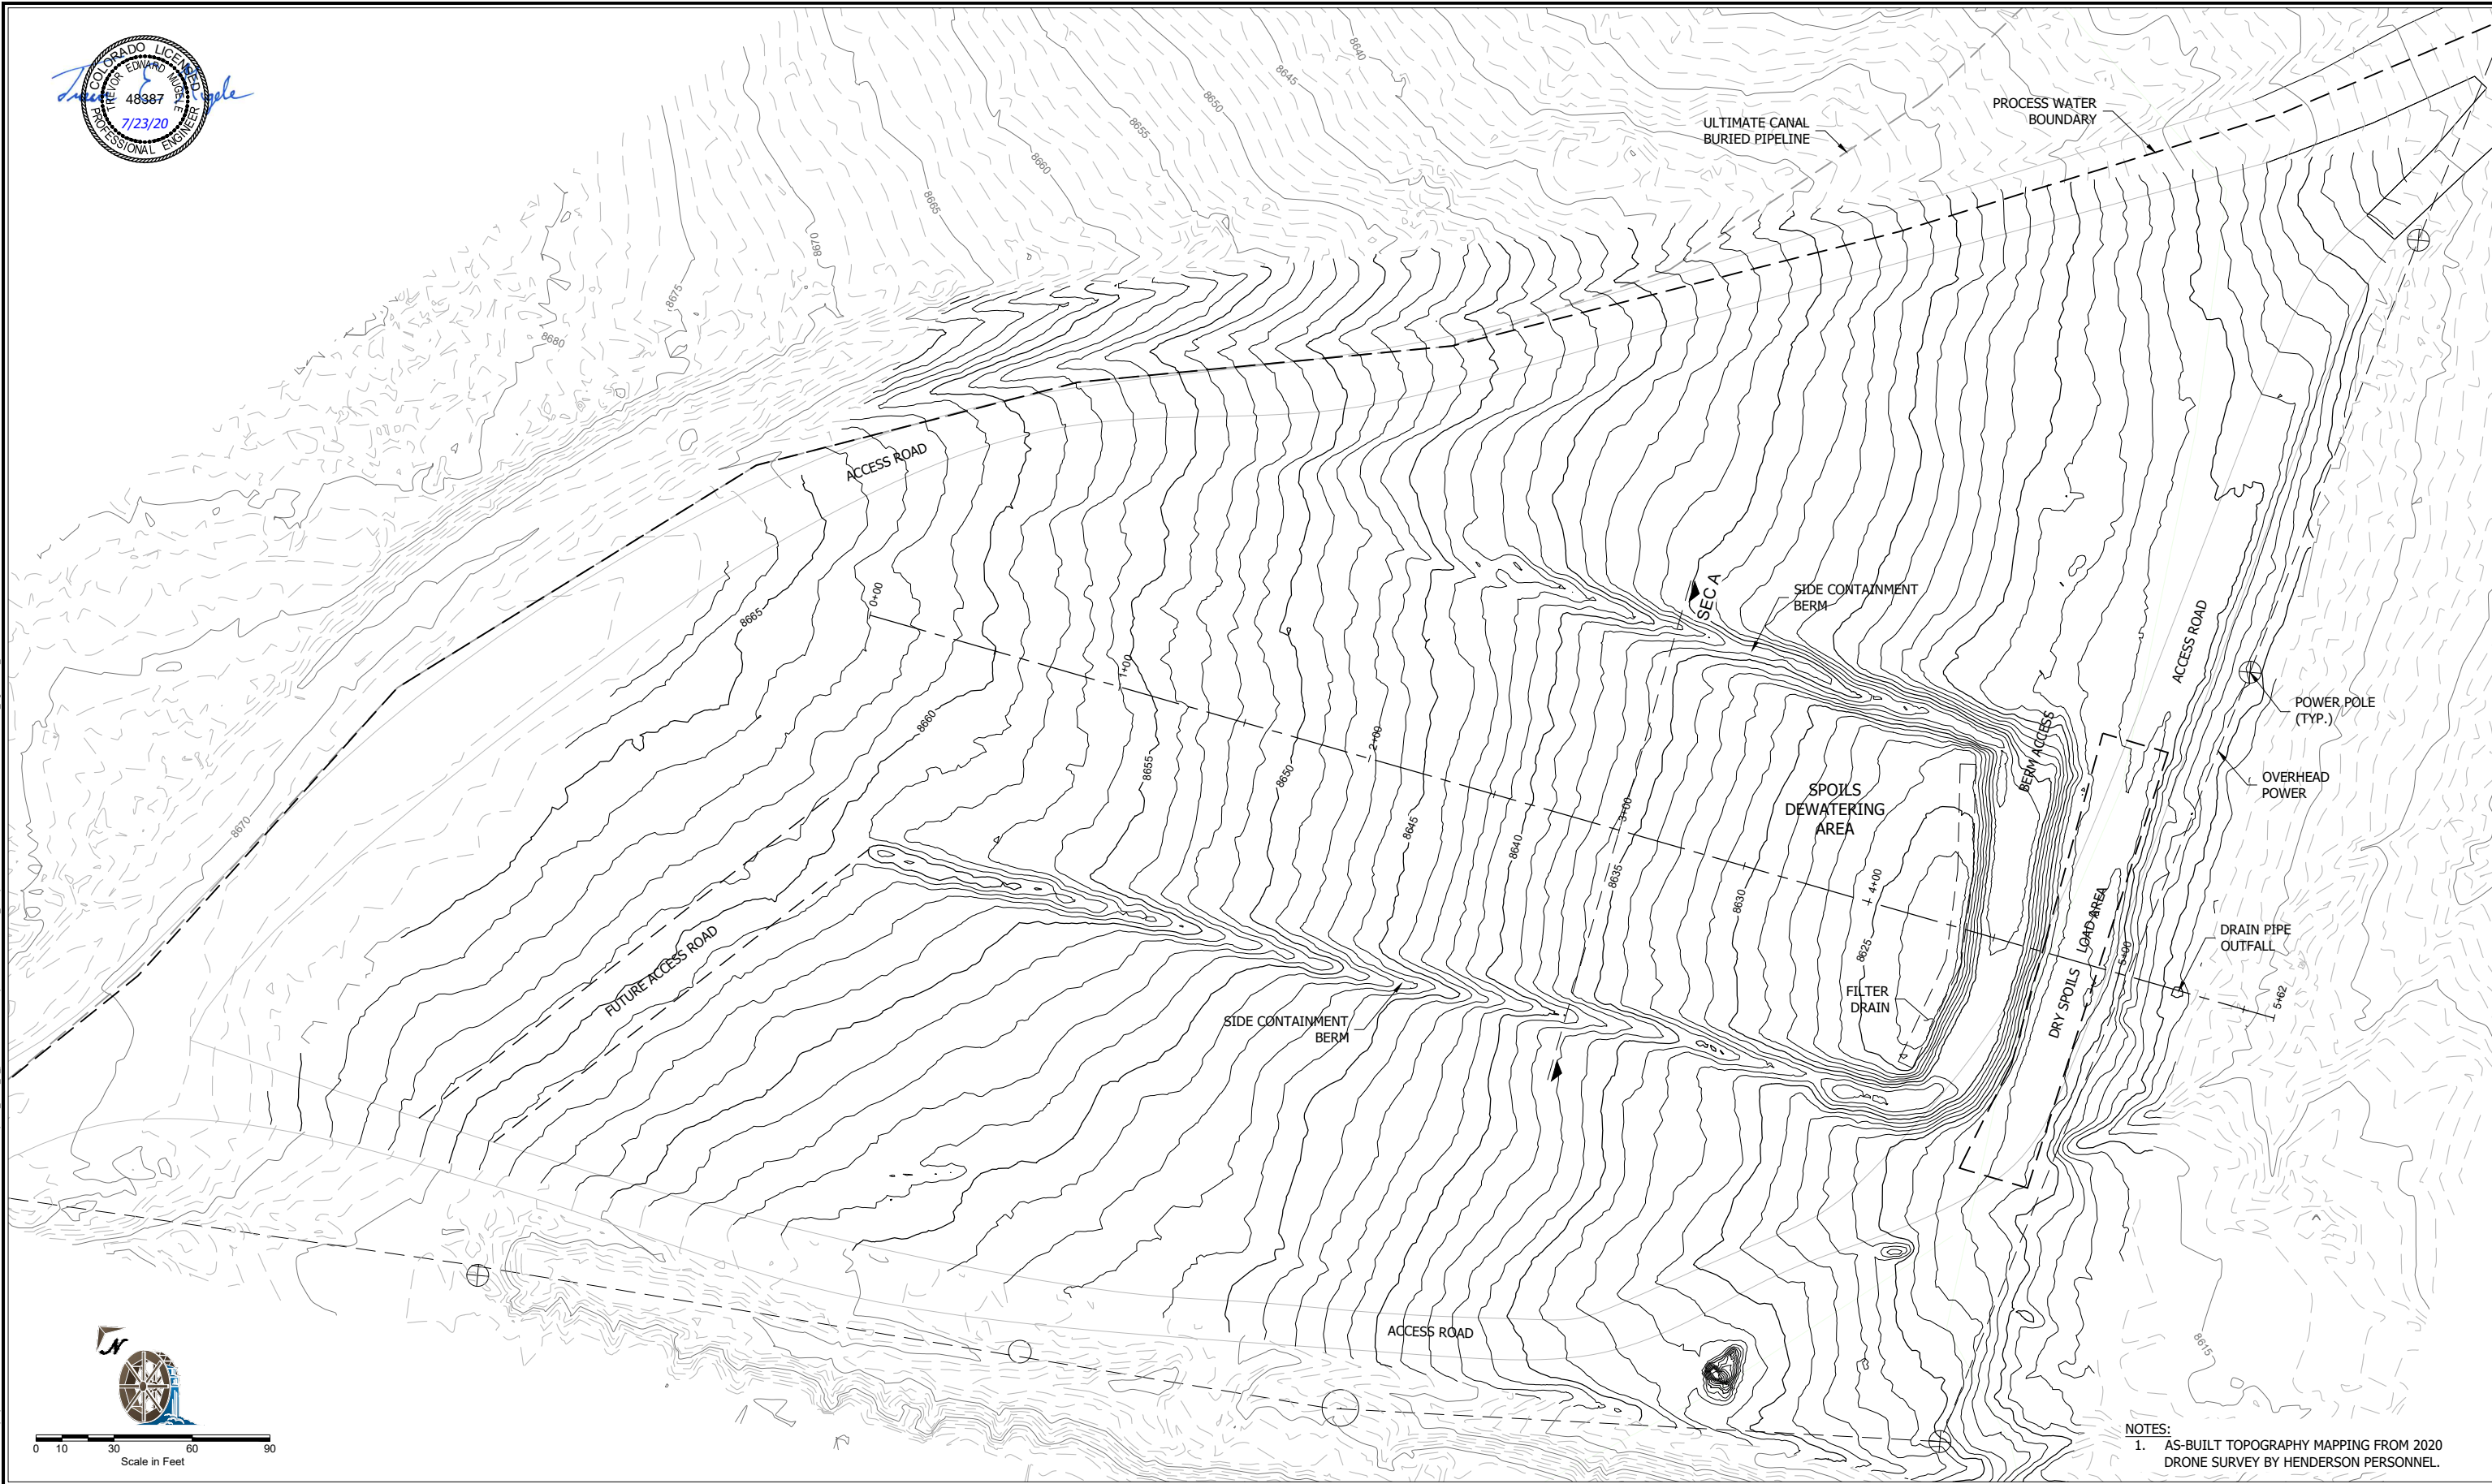 COLORADO LICENSED
TREVOR EDWARD MUGELE
48387
7/23/20
PROFESSIONAL ENGINEER
8640
8645
8650
8655
8660
8665
8670
8675
8680
ULTIMATE CANAL
BURIED PIPELINE
PROCESS WATER
BOUNDARY
ACCESS ROAD
0+00
8665
SEC A
SIDE CONTAINMENT
BERM
ACCESS ROAD
1+00
8660
2+00
8655
8650
BERM ACCESS
POWER POLE
(TYP.)
OVERHEAD
POWER
SPOILS
DEWATERING
AREA
3+00
8645
8640
8635
8630
4+00
8625
8670
FUTURE ACCESS ROAD
DRY SPOILS LOAD AREA
5+00
DRAIN PIPE
OUTFALL
5+62
FILTER
DRAIN
SIDE CONTAINMENT
BERM
ACCESS ROAD
8615
N
0 10 30 60 90
Scale in Feet
NOTES:
1. AS-BUILT TOPOGRAPHY MAPPING FROM 2020
DRONE SURVEY BY HENDERSON PERSONNEL.